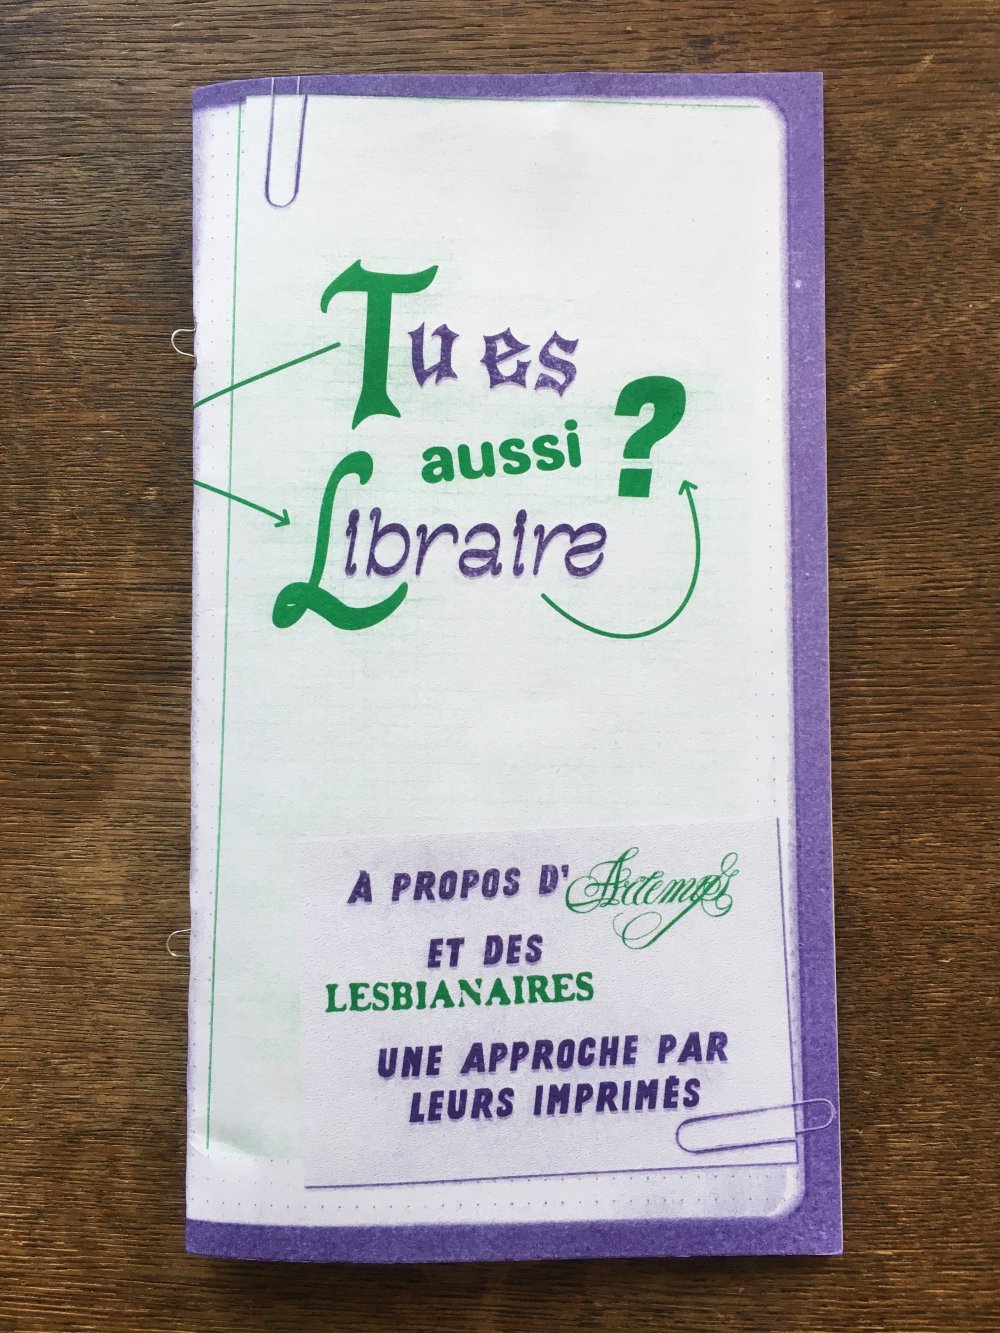 Tu es
aussi ?
Libraire
A PROPOS D'Artemys
ET DES
LESBIANAIRES
UNE APPROCHE PAR
LEURS IMPRIMÉS